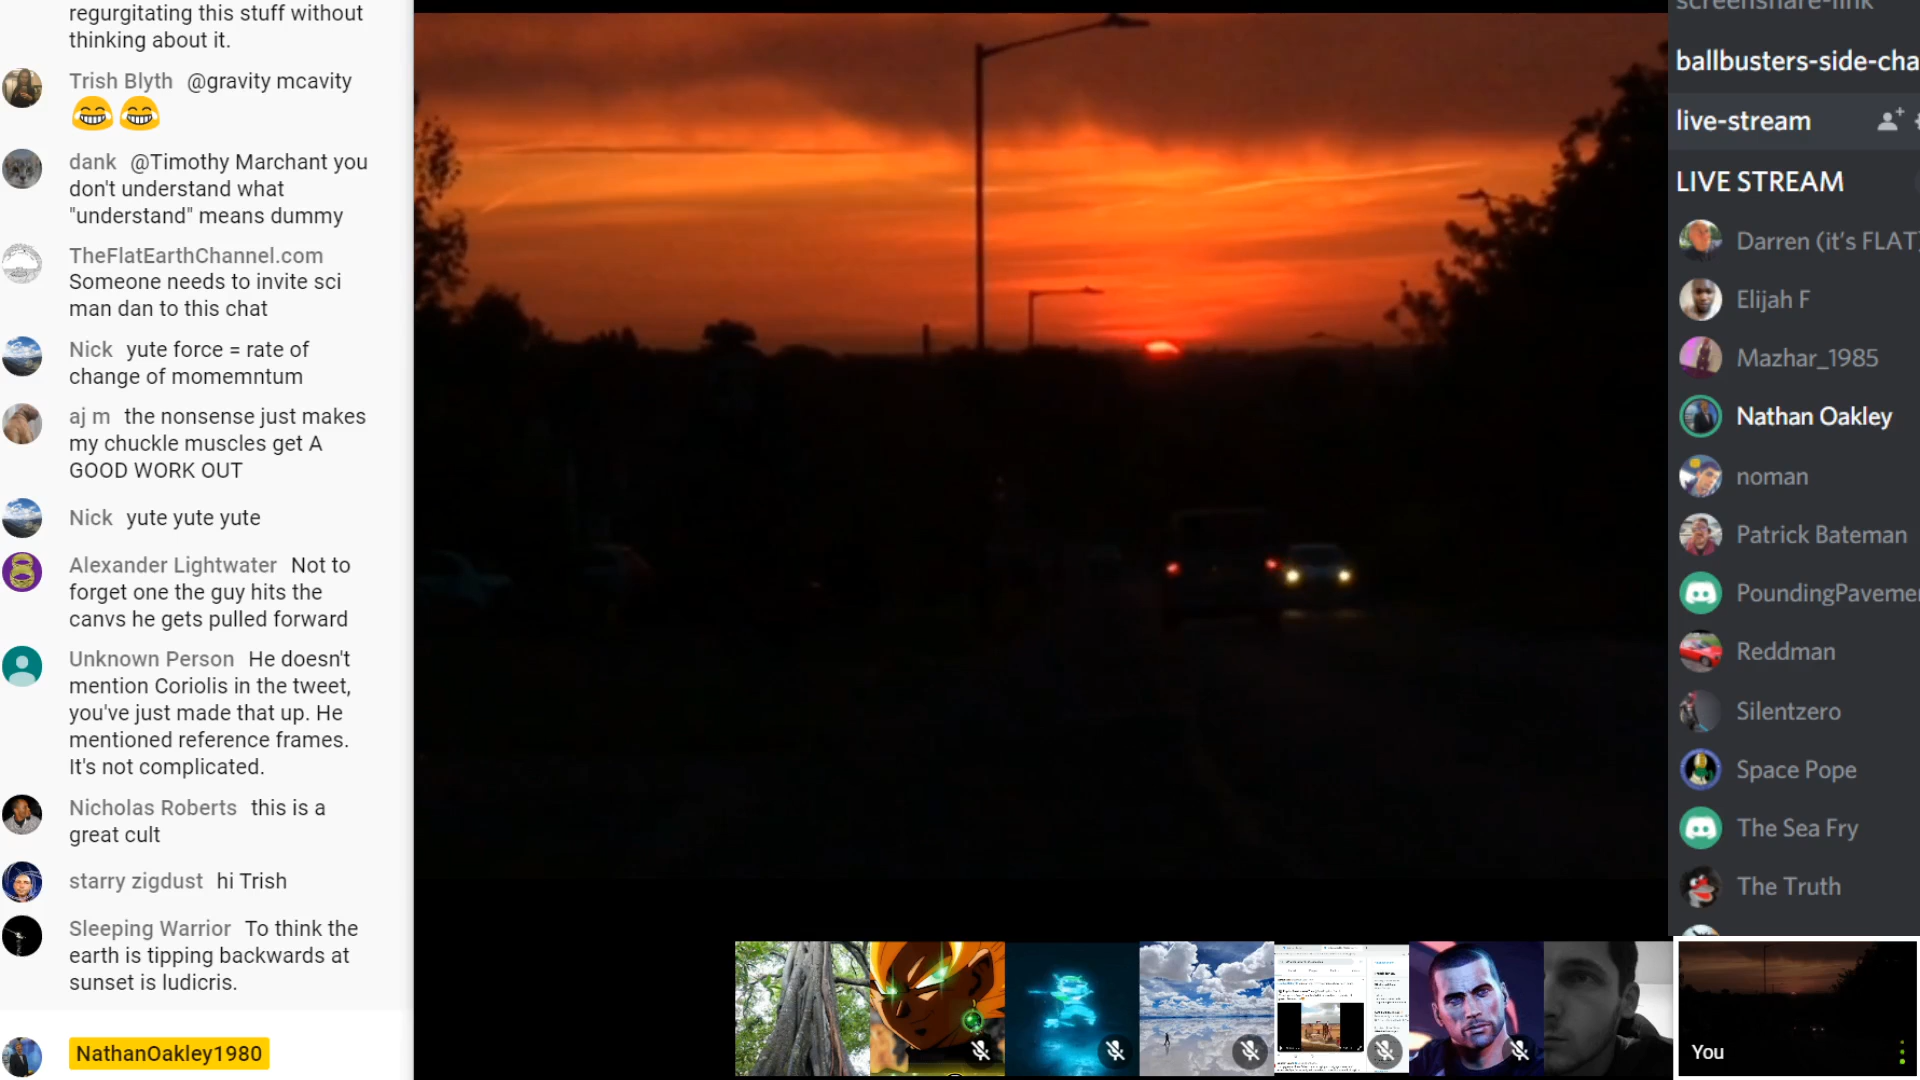 regurgitating this stuff without
thinking about it.
Trish Blyth @gravity mcavity
dank @Timothy Marchant you
don't understand what
"understand" means dummy
TheFlatEarthChannel.com
Someone needs to invite sci
man dan to this chat
Nick yute force = rate of
change of momemntum
aj m the nonsense just makes
my chuckle muscles get A
GOOD WORK OUT
Nick yute yute yute
Alexander Lightwater Not to
forget one the guy hits the
canvs he gets pulled forward
Unknown Person He doesn't
mention Coriolis in the tweet,
you've just made that up. He
mentioned reference frames.
It's not complicated.
Nicholas Roberts this is a
great cult
starry zigdust hi Trish
Sleeping Warrior To think the
earth is tipping backwards at
sunset is ludicris.
NathanOakley1980
screenshare-link
ballbusters-side-cha
live-stream
LIVE STREAM
Darren (it's FLAT)
Elijah F
Mazhar_1985
Nathan Oakley
noman
Patrick Bateman
PoundingPaveme
Reddman
Silentzero
Space Pope
The Sea Fry
The Truth
You